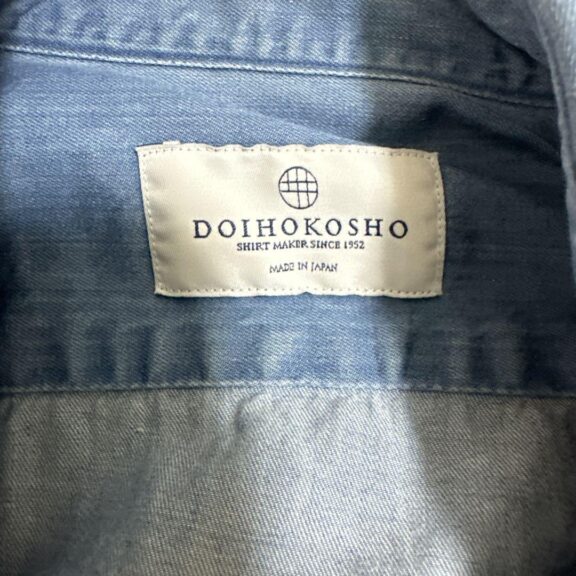 DOIHOKOSHO
SHIRT MAKER SINCE 1952
MADE IN JAPAN